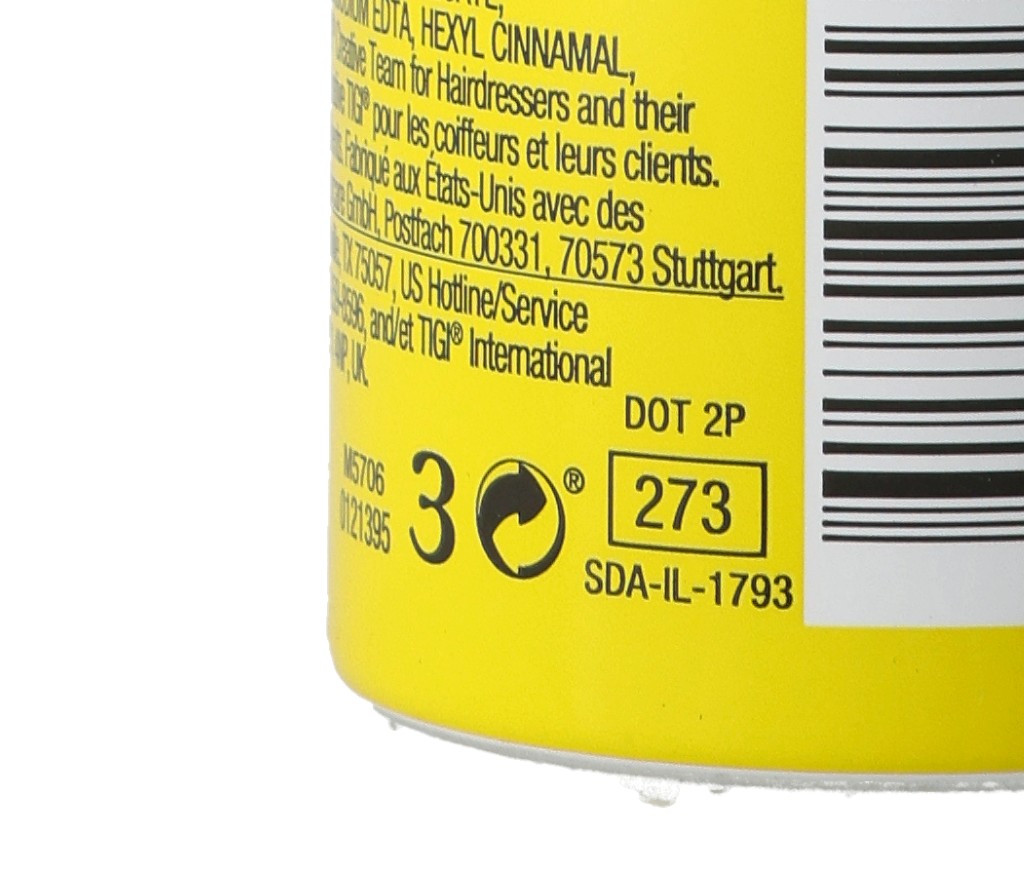 EDTA, HEXYL CINNAMAL,
Creative Team for Hairdressers and their
TIGI® pour les coiffeurs et leurs clients.
Fabriqué aux États-Unis avec des
GmbH, Postfach 700331, 70573 Stuttgart.
TX 75057, US Hotline/Service
and/et TIGI® International
UK.
DOT 2P
M5706
0121395
3
®
273
SDA-IL-1793